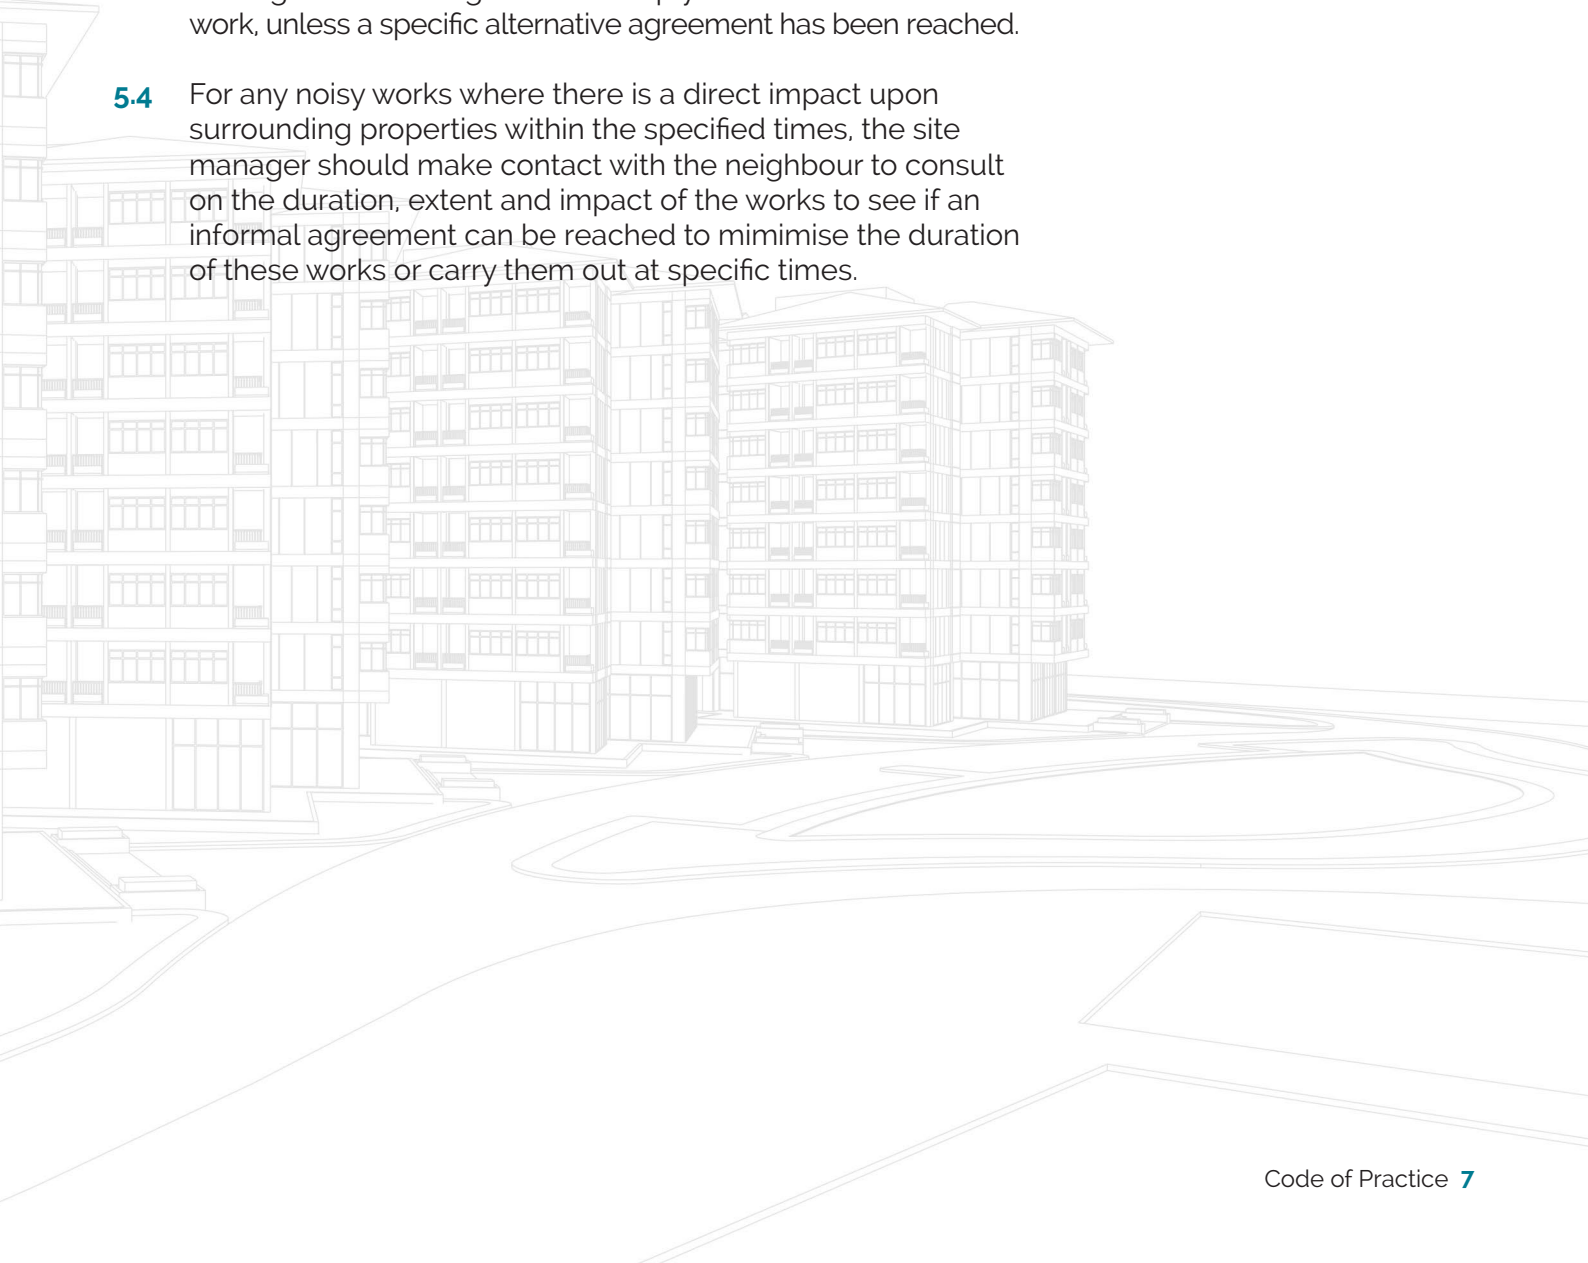 work, unless a specific alternative agreement has been reached.
5.4 For any noisy works where there is a direct impact upon
surrounding properties within the specified times, the site
manager should make contact with the neighbour to consult
on the duration, extent and impact of the works to see if an
informal agreement can be reached to mimimise the duration
of these works or carry them out at specific times.
Code of Practice 7